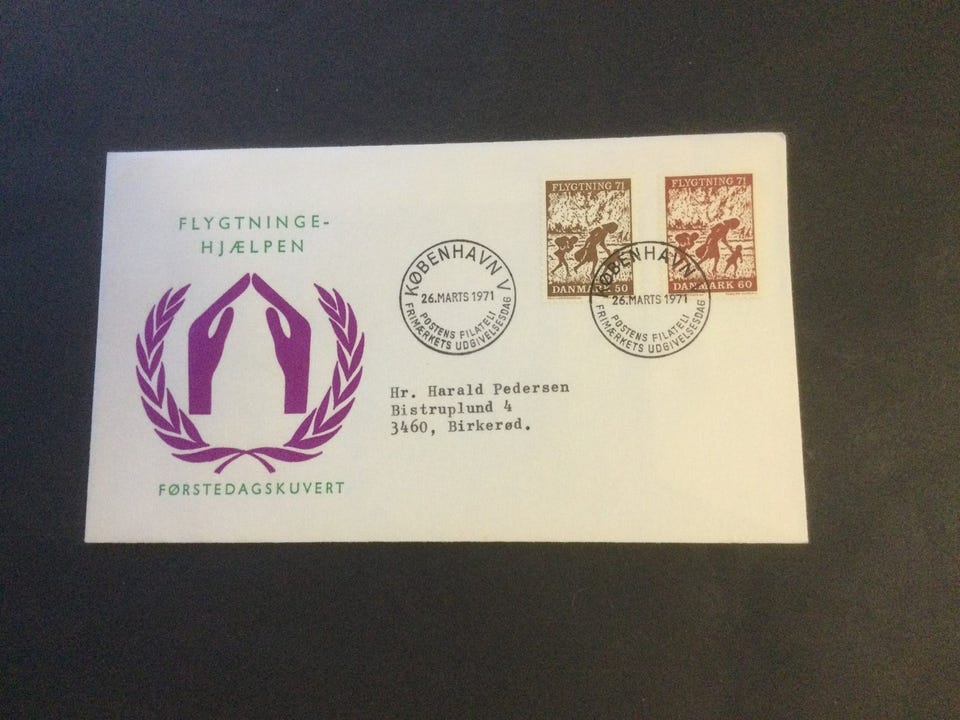 FLYGTNINGE-
HJÆLPEN
FØRSTEDAGSKUVERT
KØBENHAVN V
26.MARTS 1971
POSTENS FILATELI
FRIMÆRKETS UDGIVELSESDAG
FLYGTNING 71
DANMARK 50
FLYGTNING 71
DANMARK 60
KØBENHAVN
26.MARTS 1971
POSTENS FILATELI
FRIMÆRKETS UDGIVELSESDAG
Hr. Harald Pedersen
Bistruplund 4
3460, Birkerød.